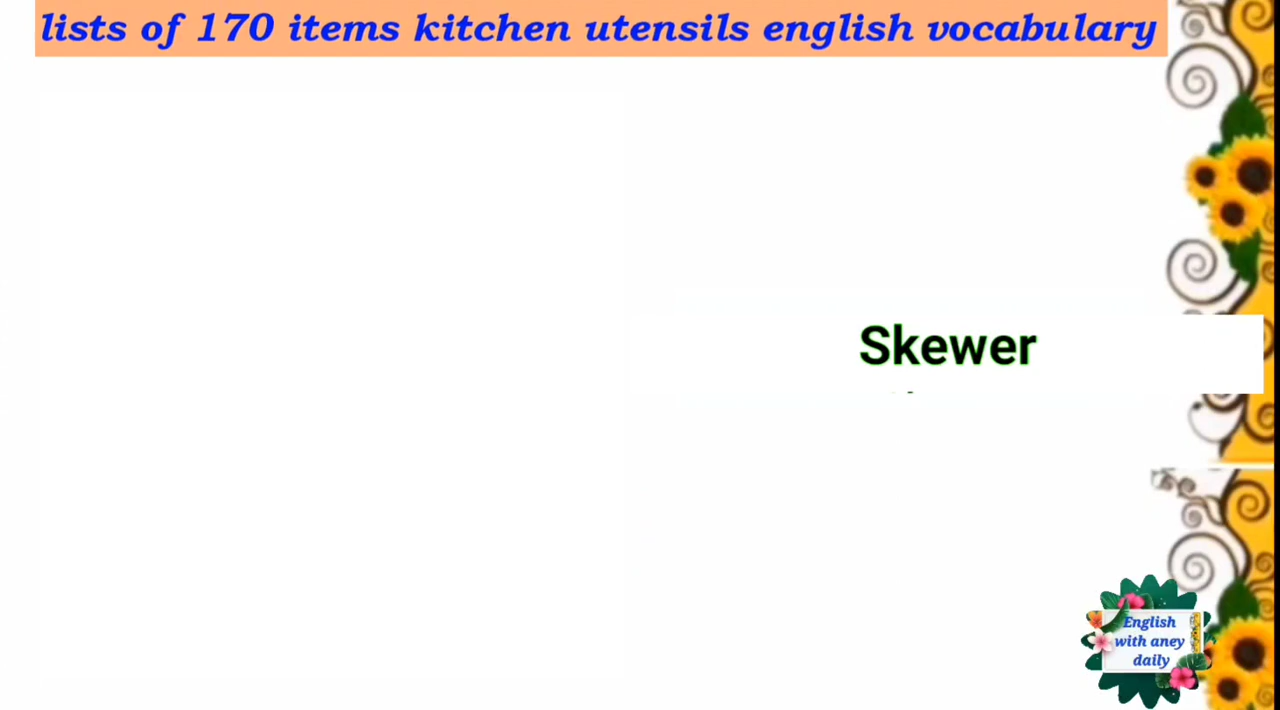 lists of 170 items kitchen utensils english vocabulary
Skewer
English
with aney
daily